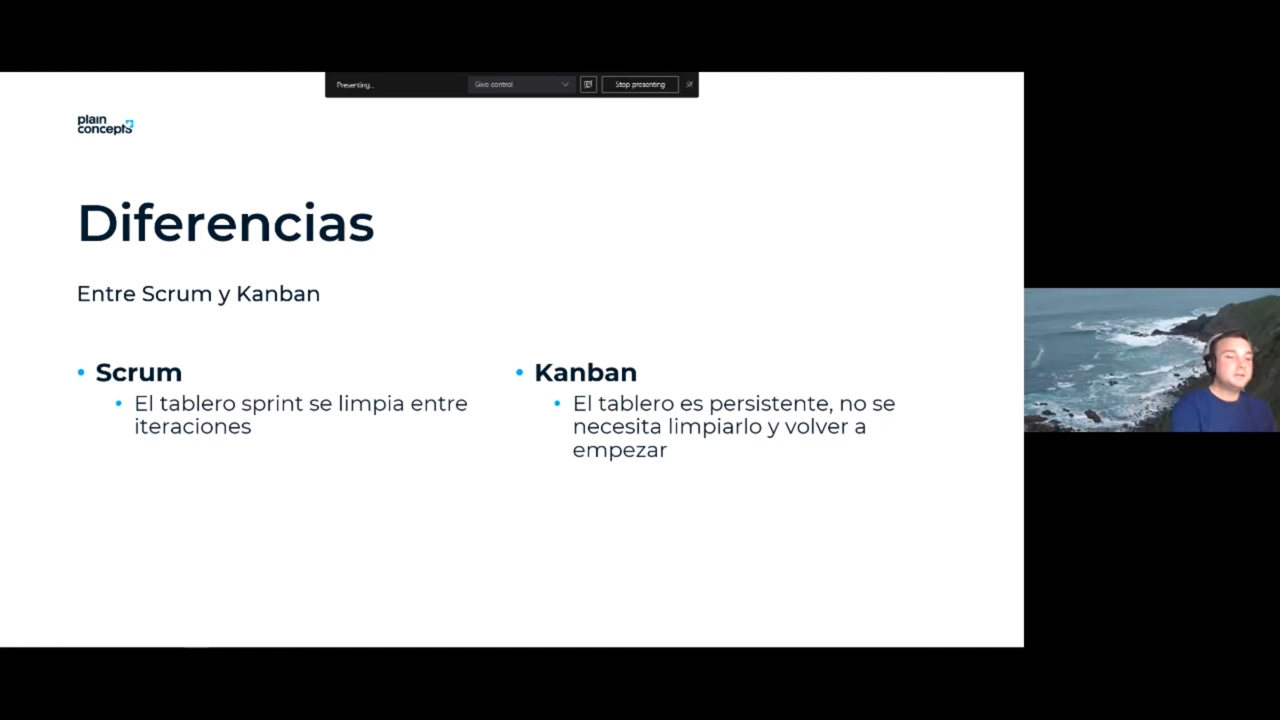 Presenting...
Give control
Stop presenting
plain
concepts
Diferencias
Entre Scrum y Kanban
• Scrum
• El tablero sprint se limpia entre
iteraciones
• Kanban
• El tablero es persistente, no se
necesita limpiarlo y volver a
empezar